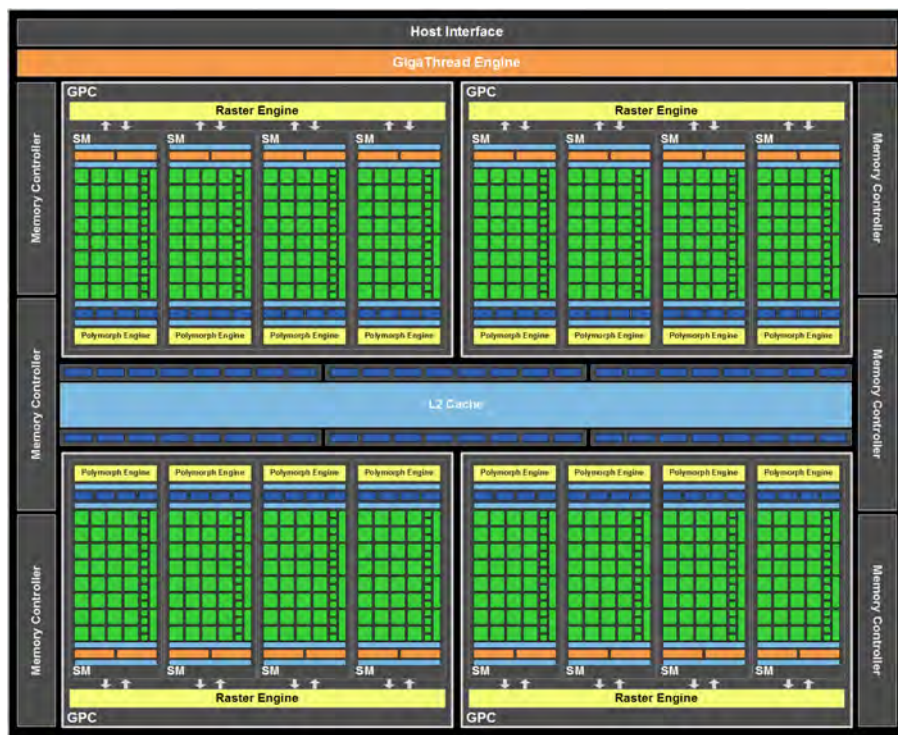 Host Interface
GigaThread Engine
GPC
GPC
Raster Engine
Raster Engine
SM SM SM SM
SM SM SM SM
Memory Controller
Memory Controller
Polymorph Engine Polymorph Engine Polymorph Engine Polymorph Engine
Polymorph Engine Polymorph Engine Polymorph Engine Polymorph Engine
Memory Controller
L2 Cache
Memory Controller
Polymorph Engine Polymorph Engine Polymorph Engine Polymorph Engine
Polymorph Engine Polymorph Engine Polymorph Engine Polymorph Engine
Memory Controller
Memory Controller
SM SM SM SM
SM SM SM SM
Raster Engine
Raster Engine
GPC
GPC